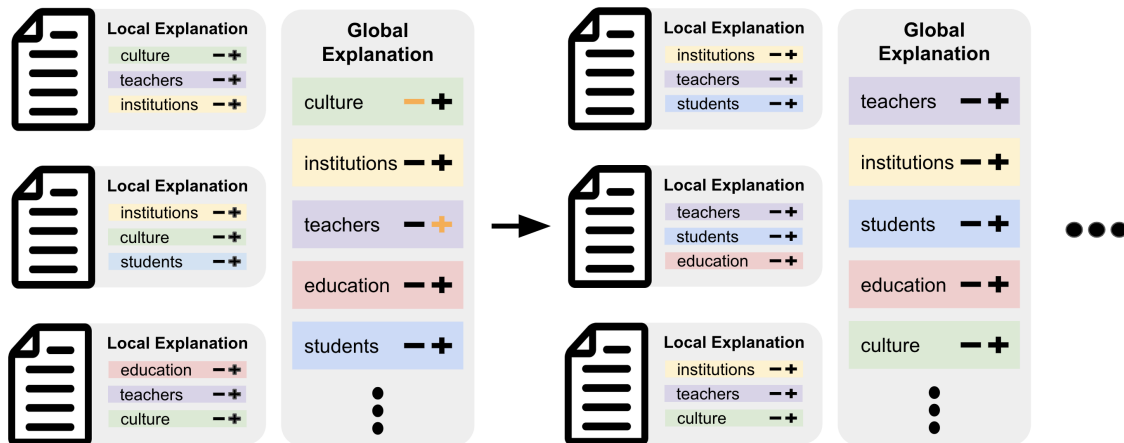 Local Explanation
culture
teachers
institutions
Local Explanation
institutions
culture
students
Local Explanation
education
teachers
culture
Global
Explanation
culture
institutions
teachers
education
students
Local Explanation
institutions
teachers
students
Local Explanation
teachers
students
education
Local Explanation
institutions
teachers
culture
Global
Explanation
teachers
institutions
students
education
culture